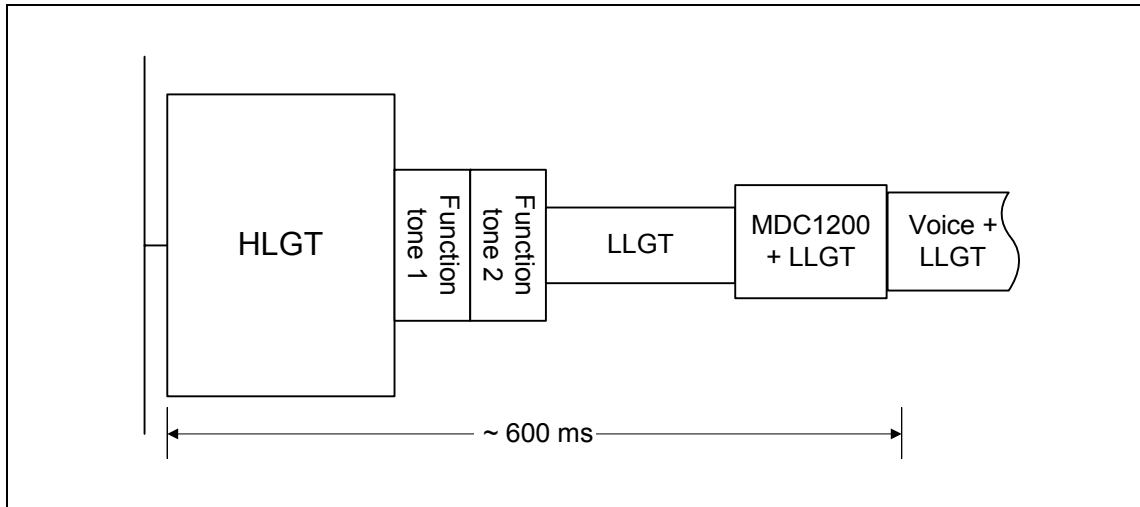 HLGT
Function
tone 1
Function
tone 2
LLGT
MDC1200
+ LLGT
Voice +
LLGT
~ 600 ms